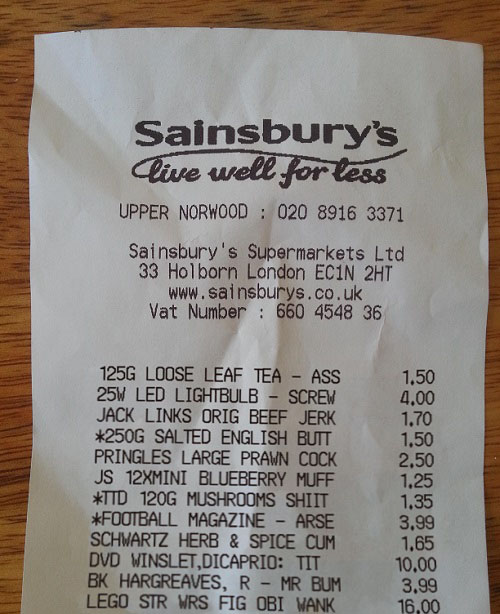 Sainsbury's
live well for less
UPPER NORWOOD : 020 8916 3371
Sainsbury's Supermarkets Ltd
33 Holborn London EC1N 2HT
www.sainsburys.co.uk
Vat Number : 660 4548 36
125G LOOSE LEAF TEA - ASS 1.50
25W LED LIGHTBULB - SCREW 4.00
JACK LINKS ORIG BEEF JERK 1.70
*250G SALTED ENGLISH BUTT 1.50
PRINGLES LARGE PRAWN COCK 2.50
JS 12XMINI BLUEBERRY MUFF 1.25
*TTD 120G MUSHROOMS SHIIT 1.35
*FOOTBALL MAGAZINE - ARSE 3.99
SCHWARTZ HERB & SPICE CUM 1.65
DVD WINSLET,DICAPRIO: TIT 10.00
BK HARGREAVES, R - MR BUM 3.99
LEGO STR WRS FIG OBI WANK 16.00